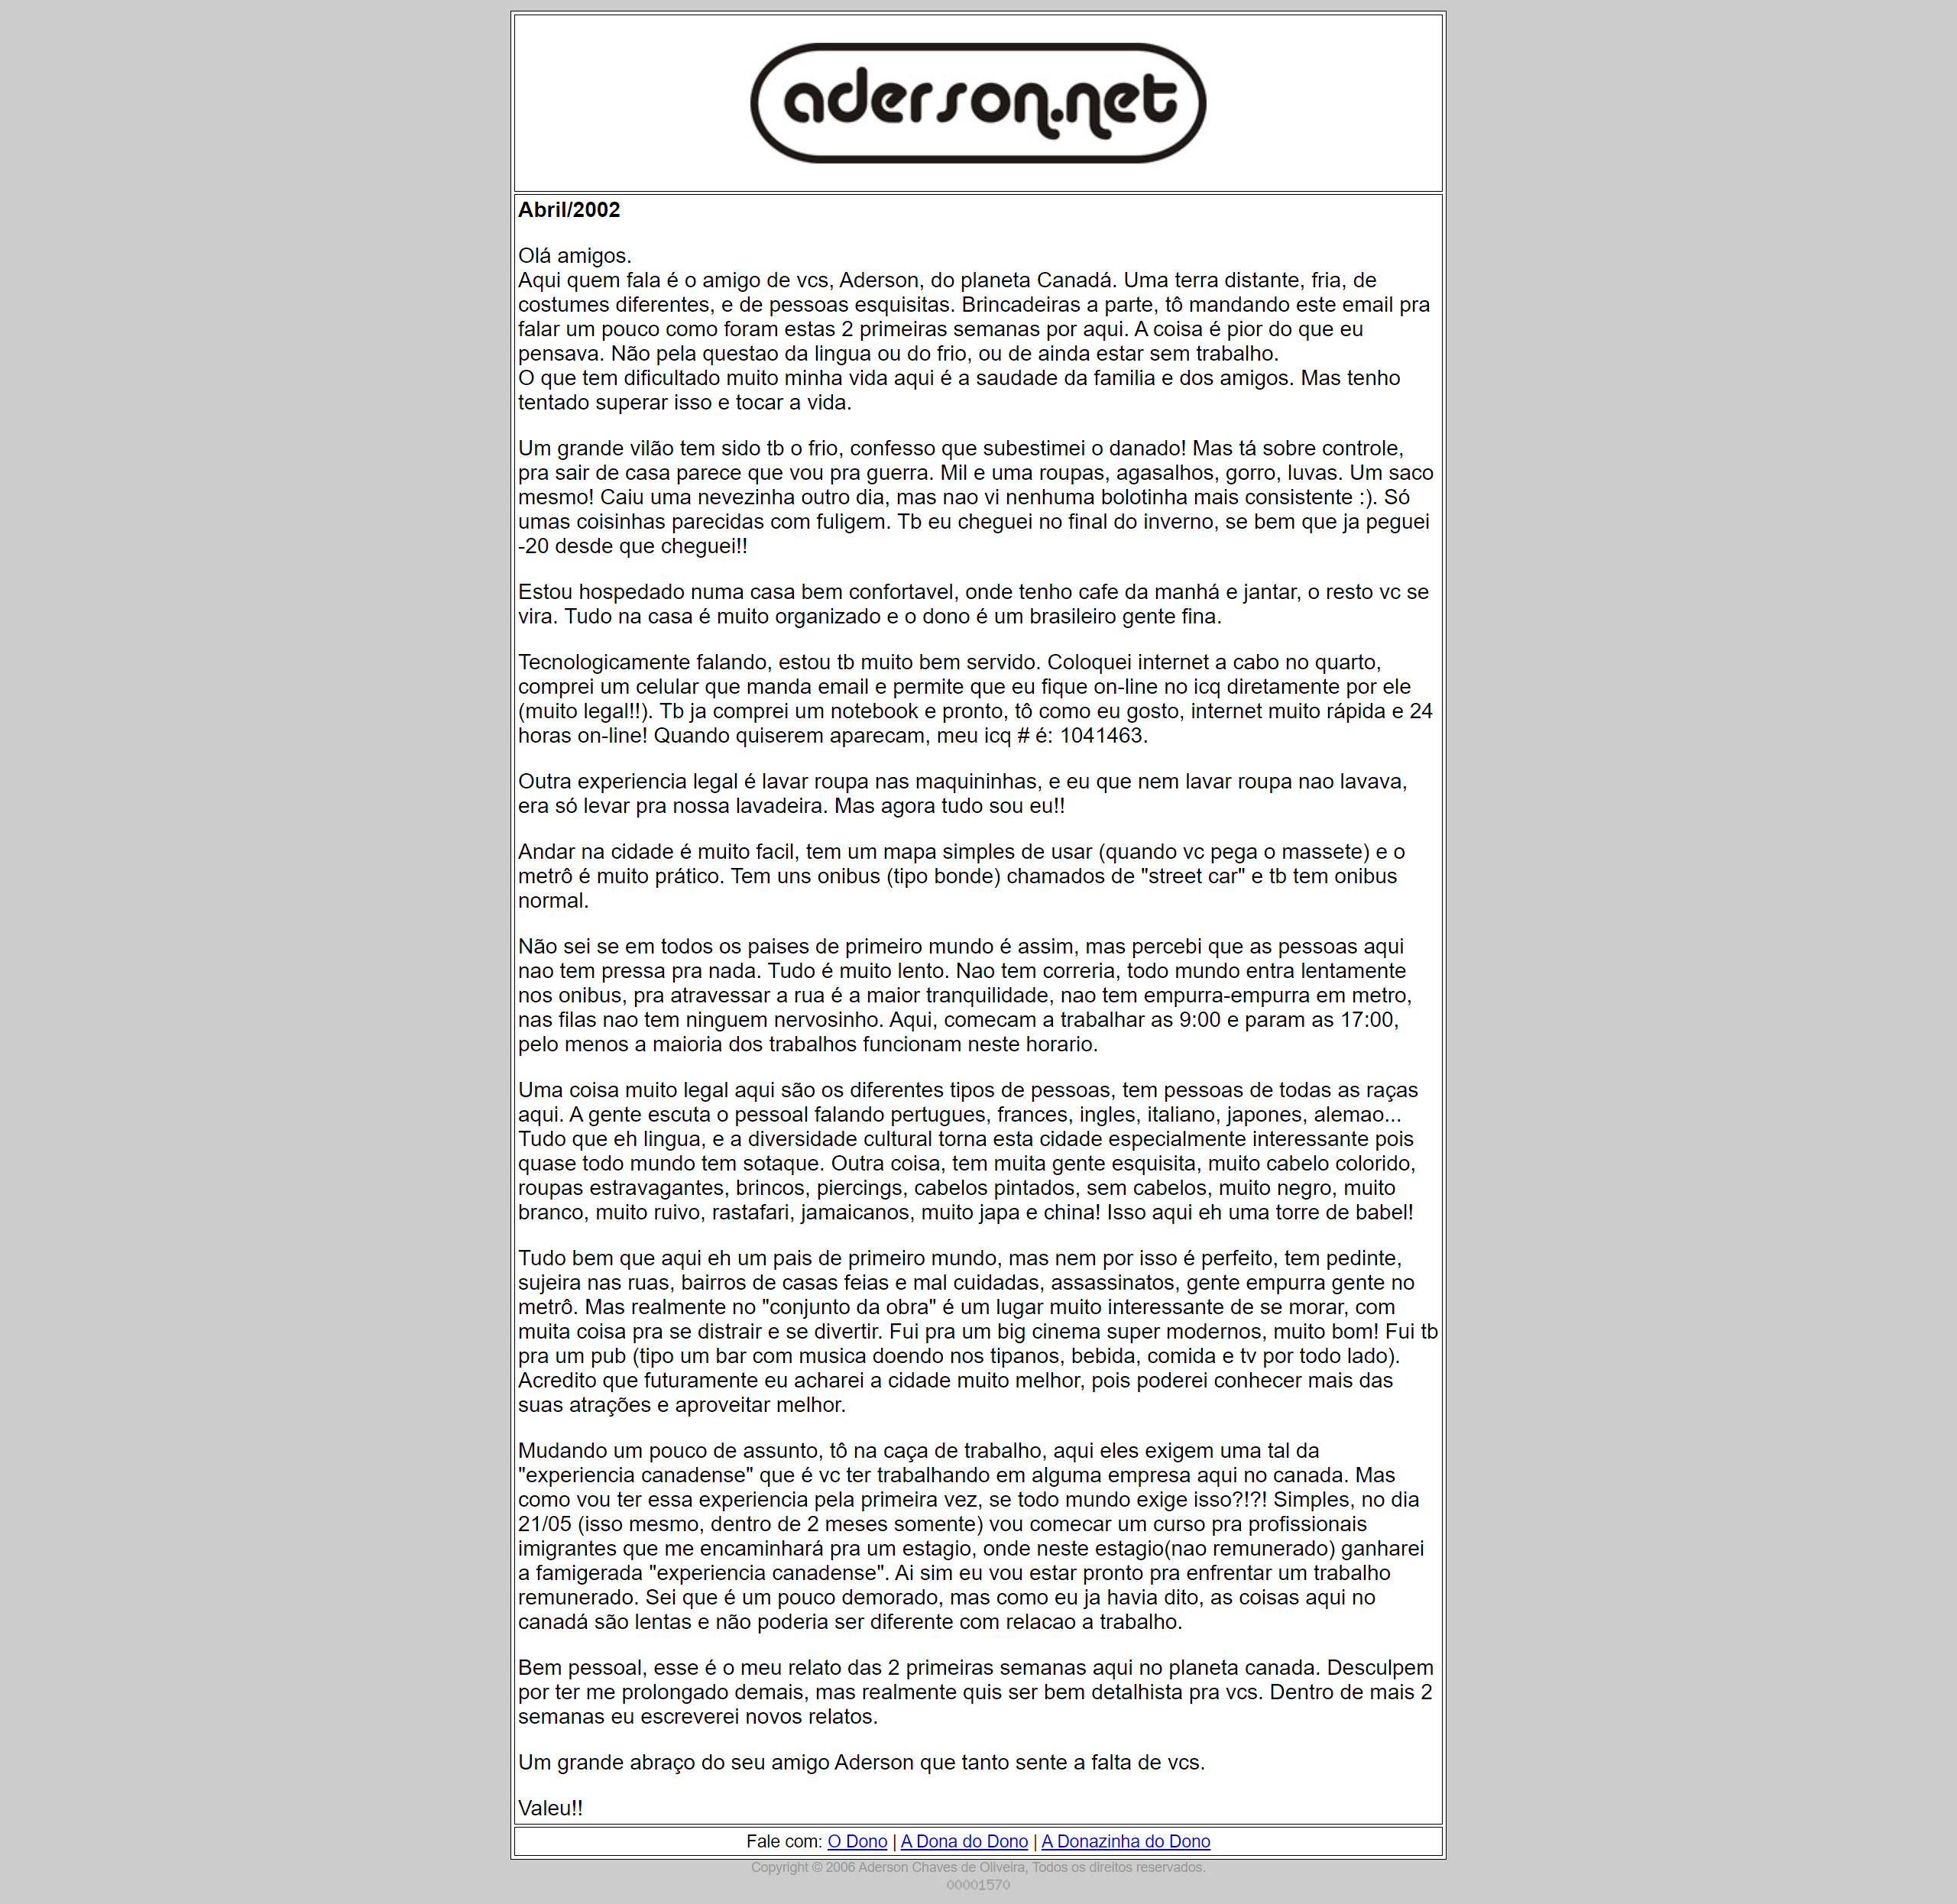 aderson.net
Abril/2002
Olá amigos.
Aqui quem fala é o amigo de vcs, Aderson, do planeta Canadá. Uma terra distante, fria, de
costumes diferentes, e de pessoas esquisitas. Brincadeiras a parte, tô mandando este email pra
falar um pouco como foram estas 2 primeiras semanas por aqui. A coisa é pior do que eu
pensava. Não pela questao da lingua ou do frio, ou de ainda estar sem trabalho.
O que tem dificultado muito minha vida aqui é a saudade da familia e dos amigos. Mas tenho
tentado superar isso e tocar a vida.
Um grande vilão tem sido tb o frio, confesso que subestimei o danado! Mas tá sobre controle,
pra sair de casa parece que vou pra guerra. Mil e uma roupas, agasalhos, gorro, luvas. Um saco
mesmo! Caiu uma nevezinha outro dia, mas nao vi nenhuma bolotinha mais consistente :). Só
umas coisinhas parecidas com fuligem. Tb eu cheguei no final do inverno, se bem que ja peguei
-20 desde que cheguei!!
Estou hospedado numa casa bem confortavel, onde tenho cafe da manhá e jantar, o resto vc se
vira. Tudo na casa é muito organizado e o dono é um brasileiro gente fina.
Tecnologicamente falando, estou tb muito bem servido. Coloquei internet a cabo no quarto,
comprei um celular que manda email e permite que eu fique on-line no icq diretamente por ele
(muito legal!!). Tb ja comprei um notebook e pronto, tô como eu gosto, internet muito rápida e 24
horas on-line! Quando quiserem aparecam, meu icq # é: 1041463.
Outra experiencia legal é lavar roupa nas maquininhas, e eu que nem lavar roupa nao lavava,
era só levar pra nossa lavadeira. Mas agora tudo sou eu!!
Andar na cidade é muito facil, tem um mapa simples de usar (quando vc pega o massete) e o
metrô é muito prático. Tem uns onibus (tipo bonde) chamados de "street car" e tb tem onibus
normal.
Não sei se em todos os paises de primeiro mundo é assim, mas percebi que as pessoas aqui
nao tem pressa pra nada. Tudo é muito lento. Nao tem correria, todo mundo entra lentamente
nos onibus, pra atravessar a rua é a maior tranquilidade, nao tem empurra-empurra em metro,
nas filas nao tem ninguem nervosinho. Aqui, comecam a trabalhar as 9:00 e param as 17:00,
pelo menos a maioria dos trabalhos funcionam neste horario.
Uma coisa muito legal aqui são os diferentes tipos de pessoas, tem pessoas de todas as raças
aqui. A gente escuta o pessoal falando pertugues, frances, ingles, italiano, japones, alemao...
Tudo que eh lingua, e a diversidade cultural torna esta cidade especialmente interessante pois
quase todo mundo tem sotaque. Outra coisa, tem muita gente esquisita, muito cabelo colorido,
roupas estravagantes, brincos, piercings, cabelos pintados, sem cabelos, muito negro, muito
branco, muito ruivo, rastafari, jamaicanos, muito japa e china! Isso aqui eh uma torre de babel!
Tudo bem que aqui eh um pais de primeiro mundo, mas nem por isso é perfeito, tem pedinte,
sujeira nas ruas, bairros de casas feias e mal cuidadas, assassinatos, gente empurra gente no
metrô. Mas realmente no "conjunto da obra" é um lugar muito interessante de se morar, com
muita coisa pra se distrair e se divertir. Fui pra um big cinema super modernos, muito bom! Fui tb
pra um pub (tipo um bar com musica doendo nos tipanos, bebida, comida e tv por todo lado).
Acredito que futuramente eu acharei a cidade muito melhor, pois poderei conhecer mais das
suas atrações e aproveitar melhor.
Mudando um pouco de assunto, tô na caça de trabalho, aqui eles exigem uma tal da
"experiencia canadense" que é vc ter trabalhando em alguma empresa aqui no canada. Mas
como vou ter essa experiencia pela primeira vez, se todo mundo exige isso?!?! Simples, no dia
21/05 (isso mesmo, dentro de 2 meses somente) vou comecar um curso pra profissionais
imigrantes que me encaminhará pra um estagio, onde neste estagio(nao remunerado) ganharei
a famigerada "experiencia canadense". Ai sim eu vou estar pronto pra enfrentar um trabalho
remunerado. Sei que é um pouco demorado, mas como eu ja havia dito, as coisas aqui no
canadá são lentas e não poderia ser diferente com relacao a trabalho.
Bem pessoal, esse é o meu relato das 2 primeiras semanas aqui no planeta canada. Desculpem
por ter me prolongado demais, mas realmente quis ser bem detalhista pra vcs. Dentro de mais 2
semanas eu escreverei novos relatos.
Um grande abraço do seu amigo Aderson que tanto sente a falta de vcs.
Valeu!!
Fale com: O Dono | A Dona do Dono | A Donazinha do Dono
Copyright © 2006 Aderson Chaves de Oliveira, Todos os direitos reservados.
00001570